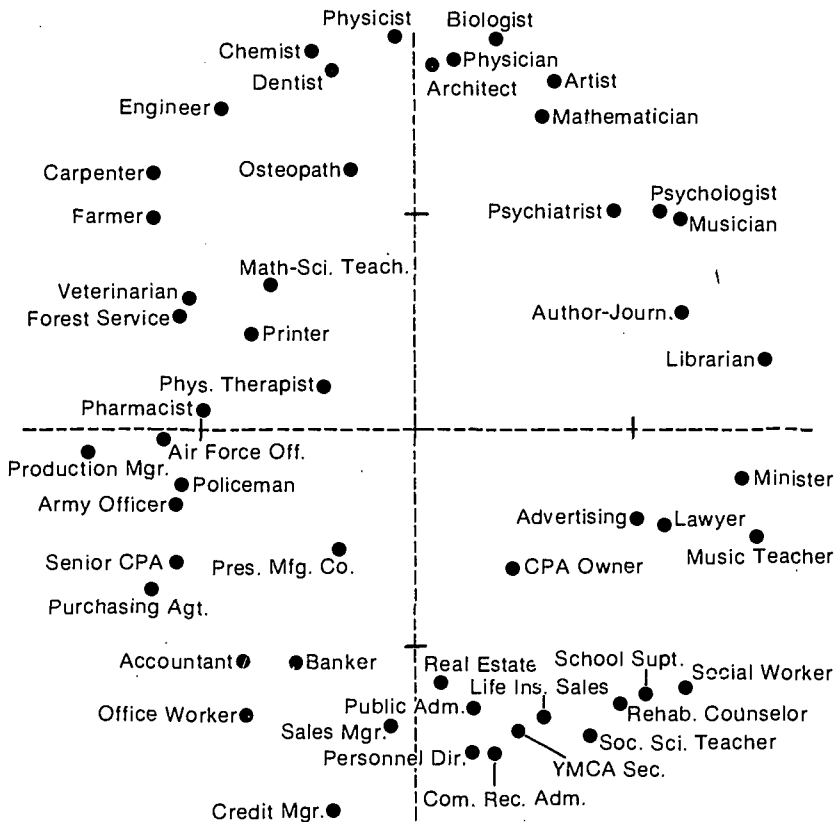 Physicist
Biologist
Chemist
Physician
Dentist
Architect
Artist
Engineer
Mathematician
Carpenter
Osteopath
Psychologist
Farmer
Psychiatrist
Musician
Math-Sci. Teach.
Veterinarian
Forest Service
Author-Journ.
Printer
Librarian
Phys. Therapist
Pharmacist
Air Force Off.
Production Mgr.
Policeman
Minister
Army Officer
Advertising
Lawyer
Senior CPA
Pres. Mfg. Co.
CPA Owner
Music Teacher
Purchasing Agt.
Accountant
Banker
Real Estate
School Supt.
Social Worker
Life Ins. Sales
Office Worker
Public Adm.
Rehab. Counselor
Sales Mgr.
Soc. Sci. Teacher
Personnel Dir.
YMCA Sec.
Com. Rec. Adm.
Credit Mgr.